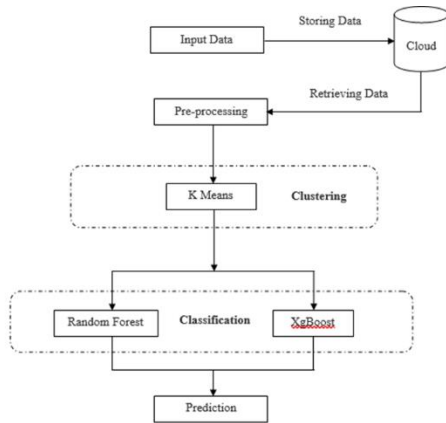 Storing Data
Input Data
Cloud
Retrieving Data
Pre-processing
K Means
Clustering
Random Forest
Classification
XgBoost
Prediction